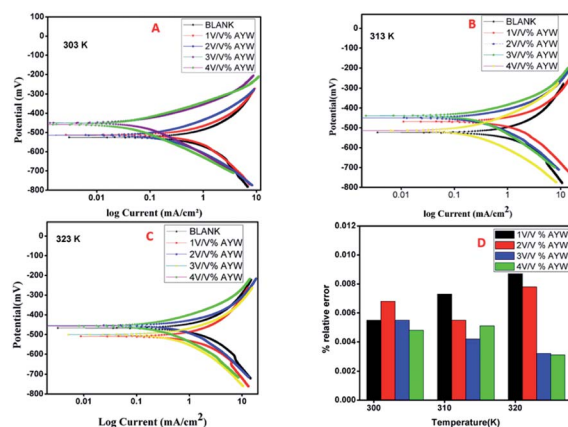 A
303 K
BLANK
1V/V% AYW
2V/V% AYW
3V/V% AYW
4V/V% AYW
0
-100
-200
-300
-400
-500
-600
-700
-800
Potential(mV)
0.01
0.1
1
10
log Current (mA/cm³)
B
313 K
BLANK
1V/V% AYW
2V/V% AYW
3V/V% AYW
4V/V% AYW
0
-100
-200
-300
-400
-500
-600
-700
-800
Potential (mV)
0.01
0.1
1
10
log Current (mA/cm²)
C
323 K
BLANK
1V/V% AYW
2V/V% AYW
3V/V% AYW
4V/V% AYW
0
-100
-200
-300
-400
-500
-600
-700
-800
Potential(mV)
0.01
0.1
1
10
Log Current (mA/cm²)
D
1V/V % AYW
2V/V % AYW
3V/V % AYW
4V/V % AYW
0.012
0.010
0.008
0.006
0.004
0.002
0.000
% relative error
300
310
320
Temperature(K)